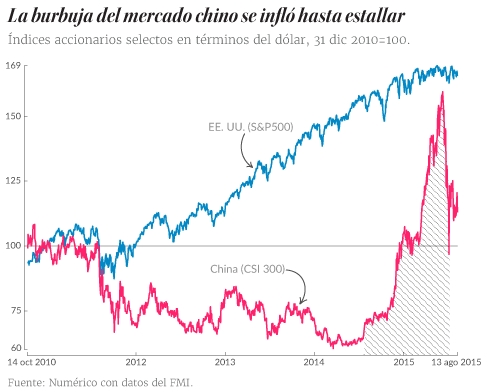 La burbuja del mercado chino se infló hasta estallar
Índices accionarios selectos en términos del dólar, 31 dic 2010=100.
169
150
EE. UU. (S&P500)
125
100
China (CSI 300)
75
60
14 oct 2010 2012 2013 2014 2015 13 ago 2015
Fuente: Numérico con datos del FMI.